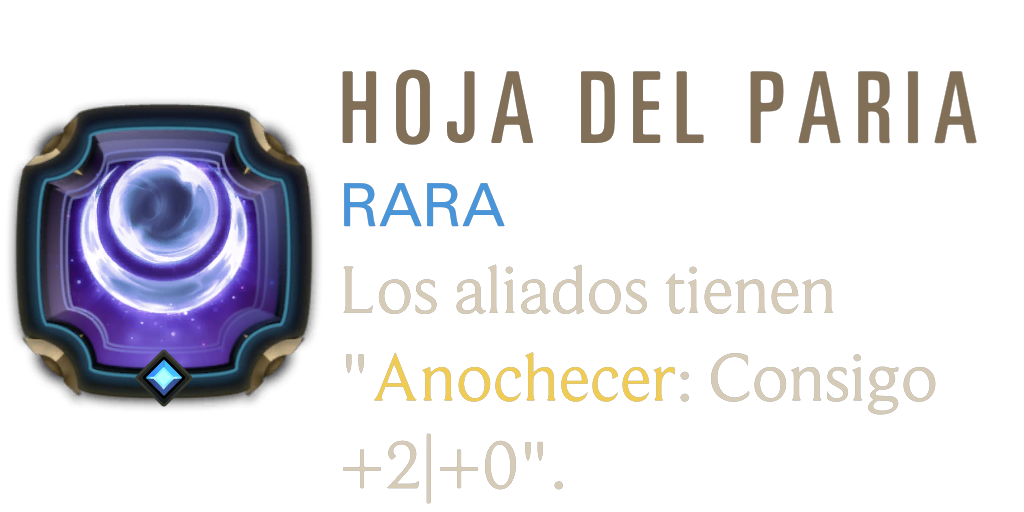 HOJA DEL PARIA
RARA
Los aliados tienen
"Anochecer: Consigo
+2|+0".